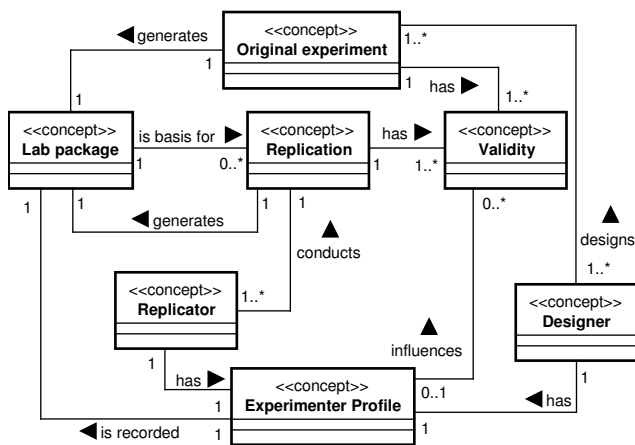 <<concept>>
Original experiment
◄ generates
1
1
1..*
1
has ►
1..*
<<concept>>
Lab package
is basis for ►
1
0..*
<<concept>>
Replication
has ►
1
1..*
<<concept>>
Validity
1
1
◄ generates
1
1
0..*
▲
conducts
▲
designs
1..*
<<concept>>
Replicator
1..*
<<concept>>
Designer
▲
influences
1
has ►
1
0..1
1
◄ has
<<concept>>
Experimenter Profile
◄ is recorded
1
1